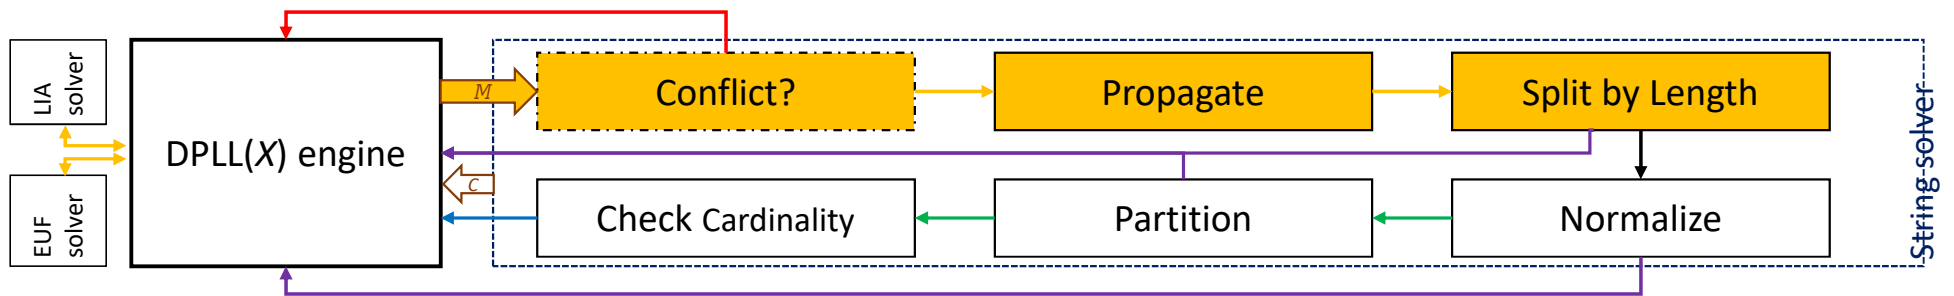 LIA
solver
EUF
solver
DPLL(X) engine
M
C
Conflict?
Propagate
Split by Length
Check Cardinality
Partition
Normalize
String solver